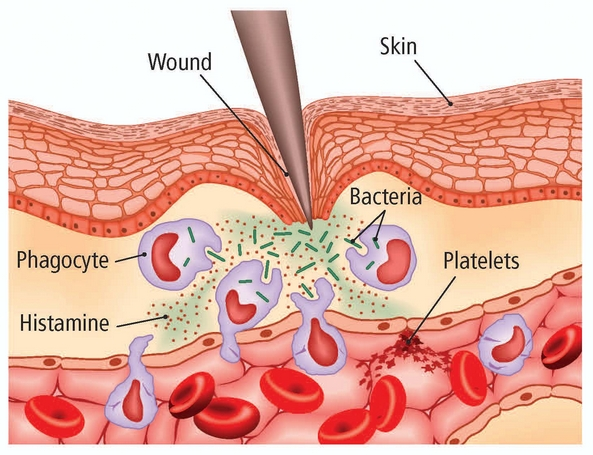 Wound
Skin
Bacteria
Phagocyte
Platelets
Histamine